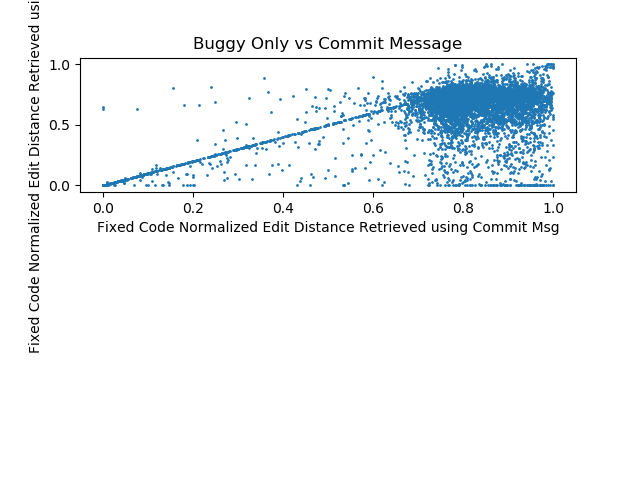 Buggy Only vs Commit Message
Fixed Code Normalized Edit Distance Retrieved usi
1.0
0.5
0.0
0.0 0.2 0.4 0.6 0.8 1.0
Fixed Code Normalized Edit Distance Retrieved using Commit Msg